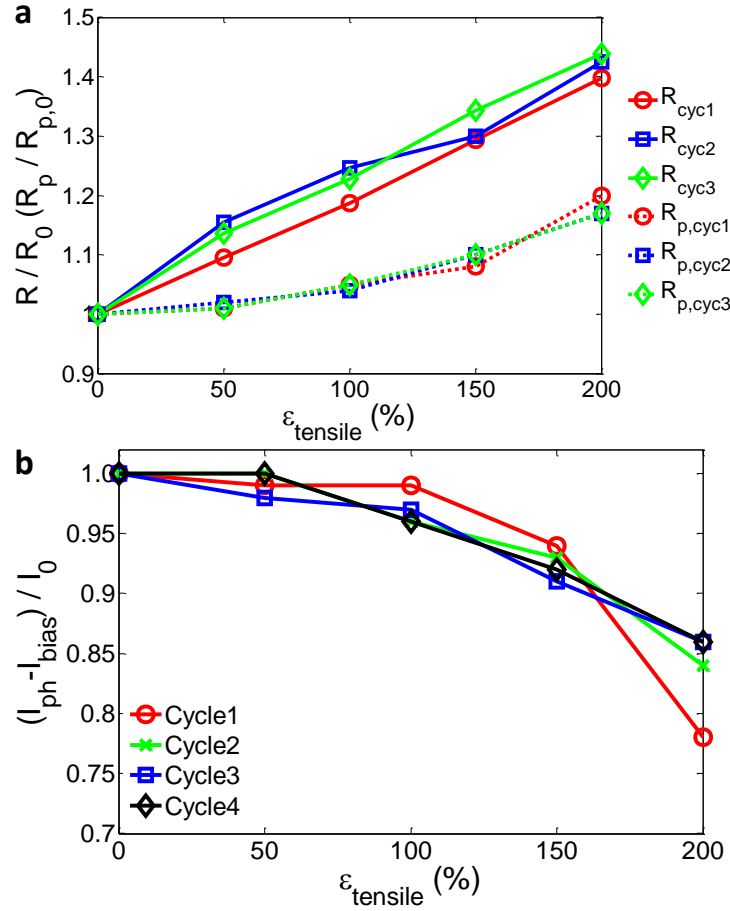 a
R / R0 (Rp / Rp,0)
1.5
1.4
1.3
1.2
1.1
1.0
0.9
0
50
100
150
200
εtensile (%)
Rcyc1
Rcyc2
Rcyc3
Rp,cyc1
Rp,cyc2
Rp,cyc3
b
(Iph-Ibias) / I0
1.0
0.95
0.9
0.85
0.8
0.75
0.7
0
50
100
150
200
εtensile (%)
Cycle1
Cycle2
Cycle3
Cycle4